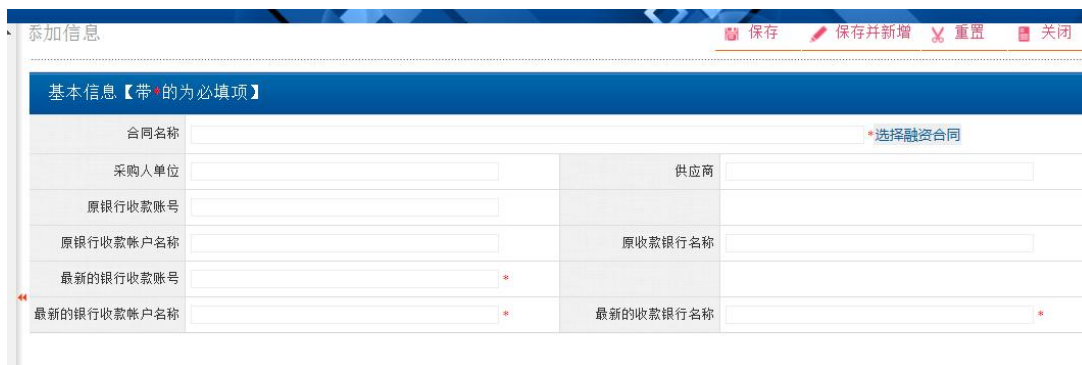 添加信息
保存 保存并新增 重置 关闭
基本信息【带*的为必填项】
合同名称 *选择融资合同
采购人单位 供应商
原银行收款账号
原银行收款帐户名称 原收款银行名称
最新的银行收款账号 *
最新的银行收款帐户名称 * 最新的收款银行名称 *